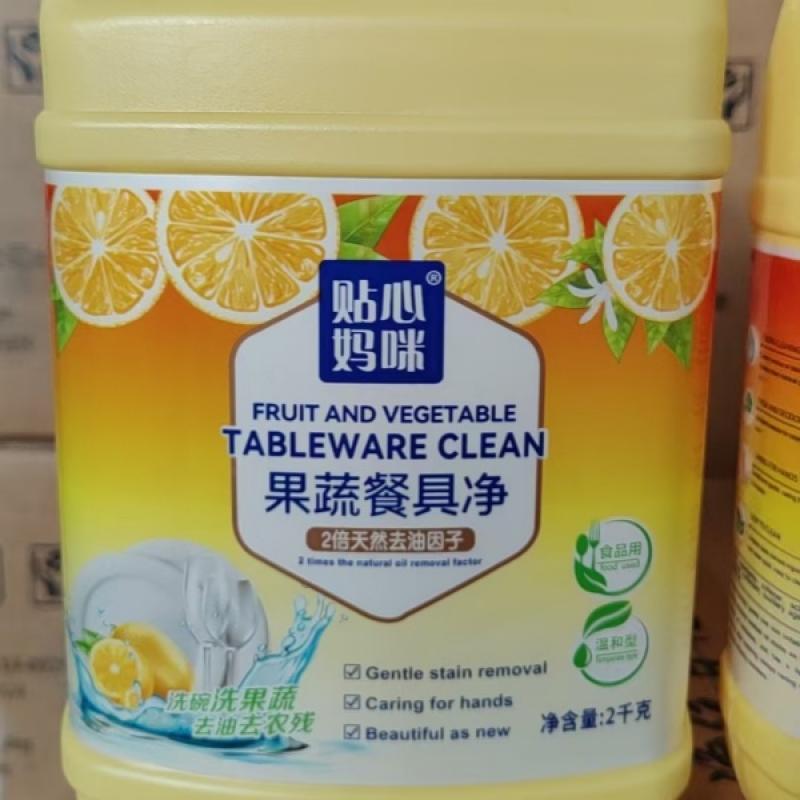 贴心®
妈咪
FRUIT AND VEGETABLE
TABLEWARE CLEAN
果蔬餐具净
2倍天然去油因子
2 times the natural oil removal factor
食品用
food used
温和型
洗碗洗果蔬
去油去农残
Gentle stain removal
Caring for hands
Beautiful as new
净含量:2千克